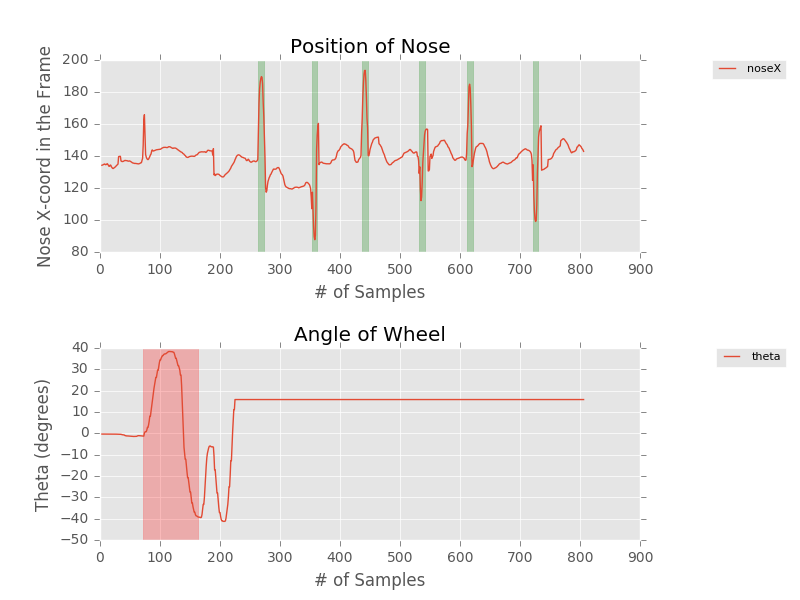 Position of Nose
Nose X-coord in the Frame
200
180
160
140
120
100
80
0 100 200 300 400 500 600 700 800 900
# of Samples
noseX
Angle of Wheel
Theta (degrees)
40
30
20
10
0
−10
−20
−30
−40
−50
0 100 200 300 400 500 600 700 800 900
# of Samples
theta